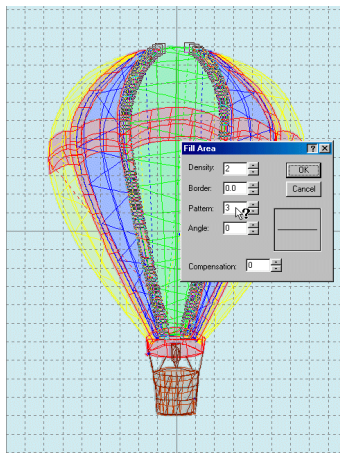 Fill Area
Density: 2
OK
Border: 0.0
Cancel
Pattern: 3
Angle: 0
Compensation: 0